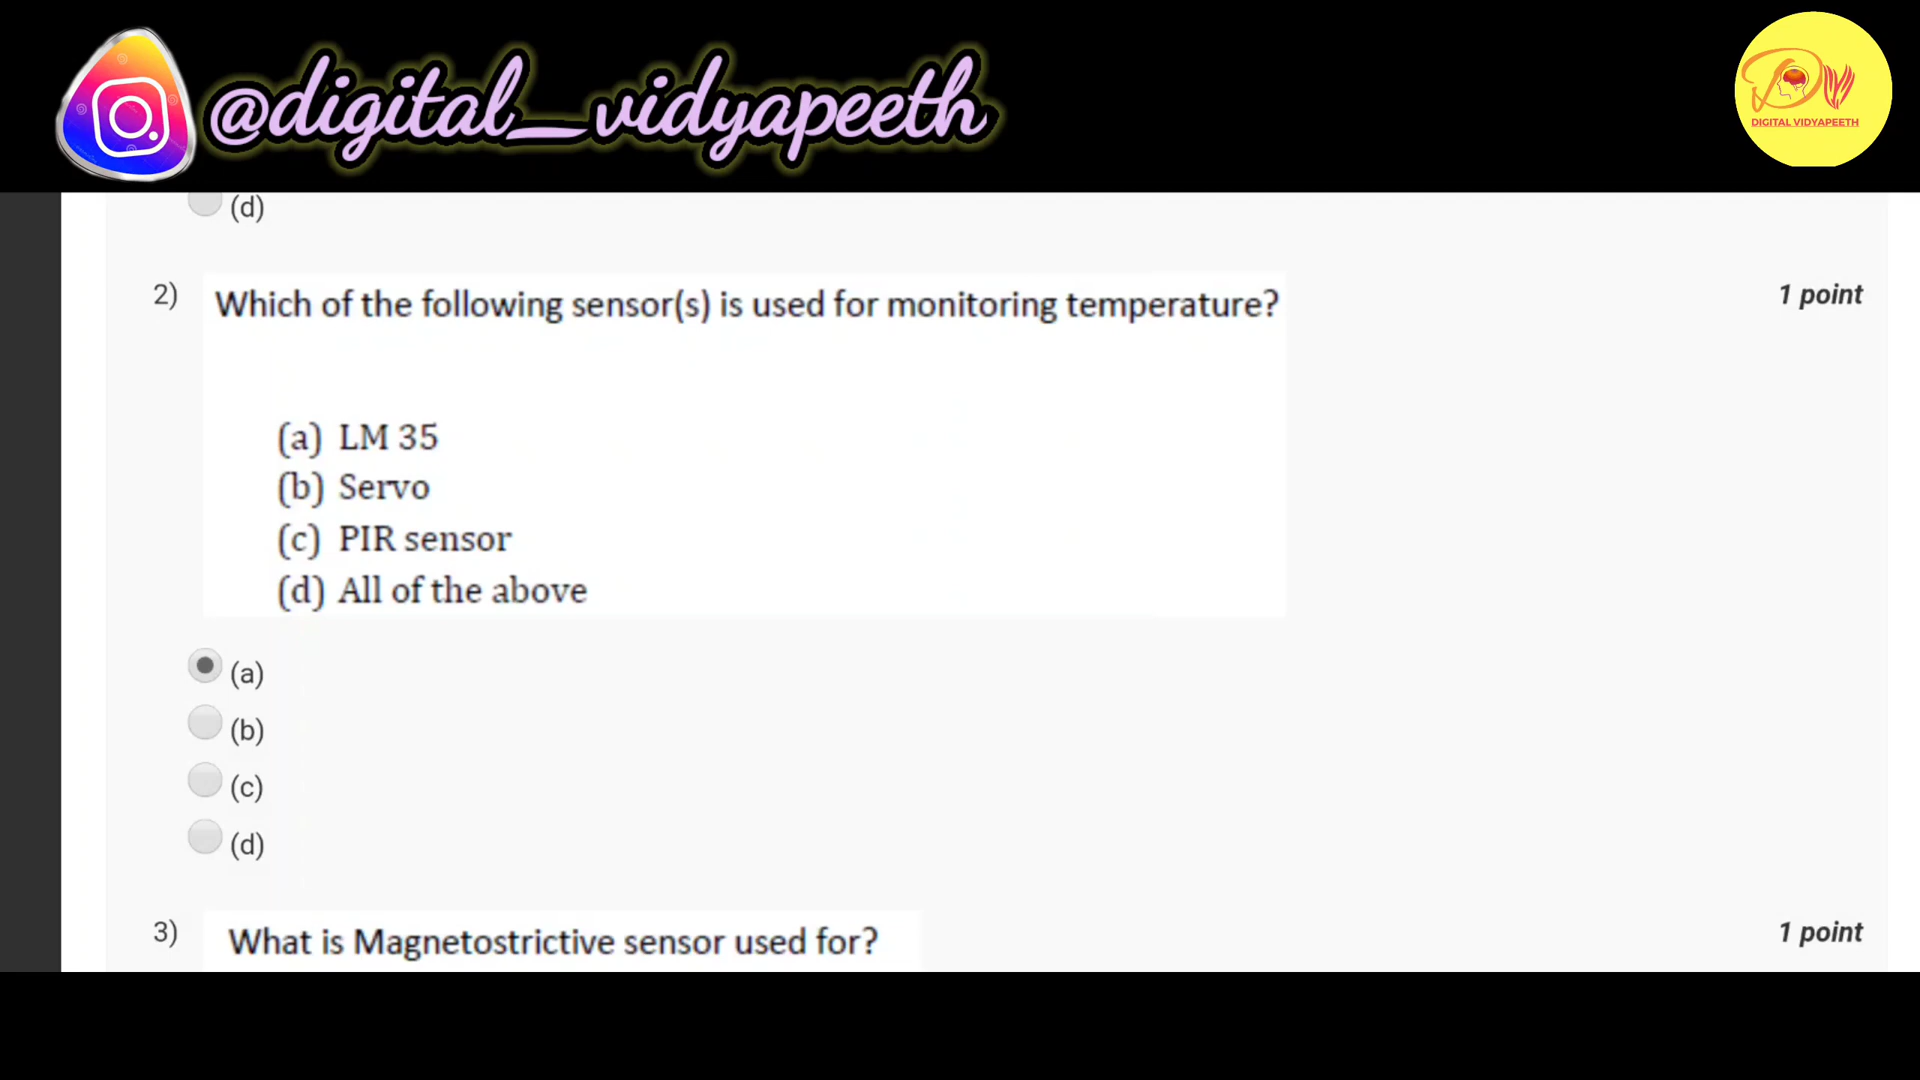 @digital_vidyapeeth
DV
DIGITAL VIDYAPEETH
(d)
2) Which of the following sensor(s) is used for monitoring temperature? 1 point
(a) LM 35
(b) Servo
(c) PIR sensor
(d) All of the above
(a)
(b)
(c)
(d)
3) What is Magnetostrictive sensor used for? 1 point